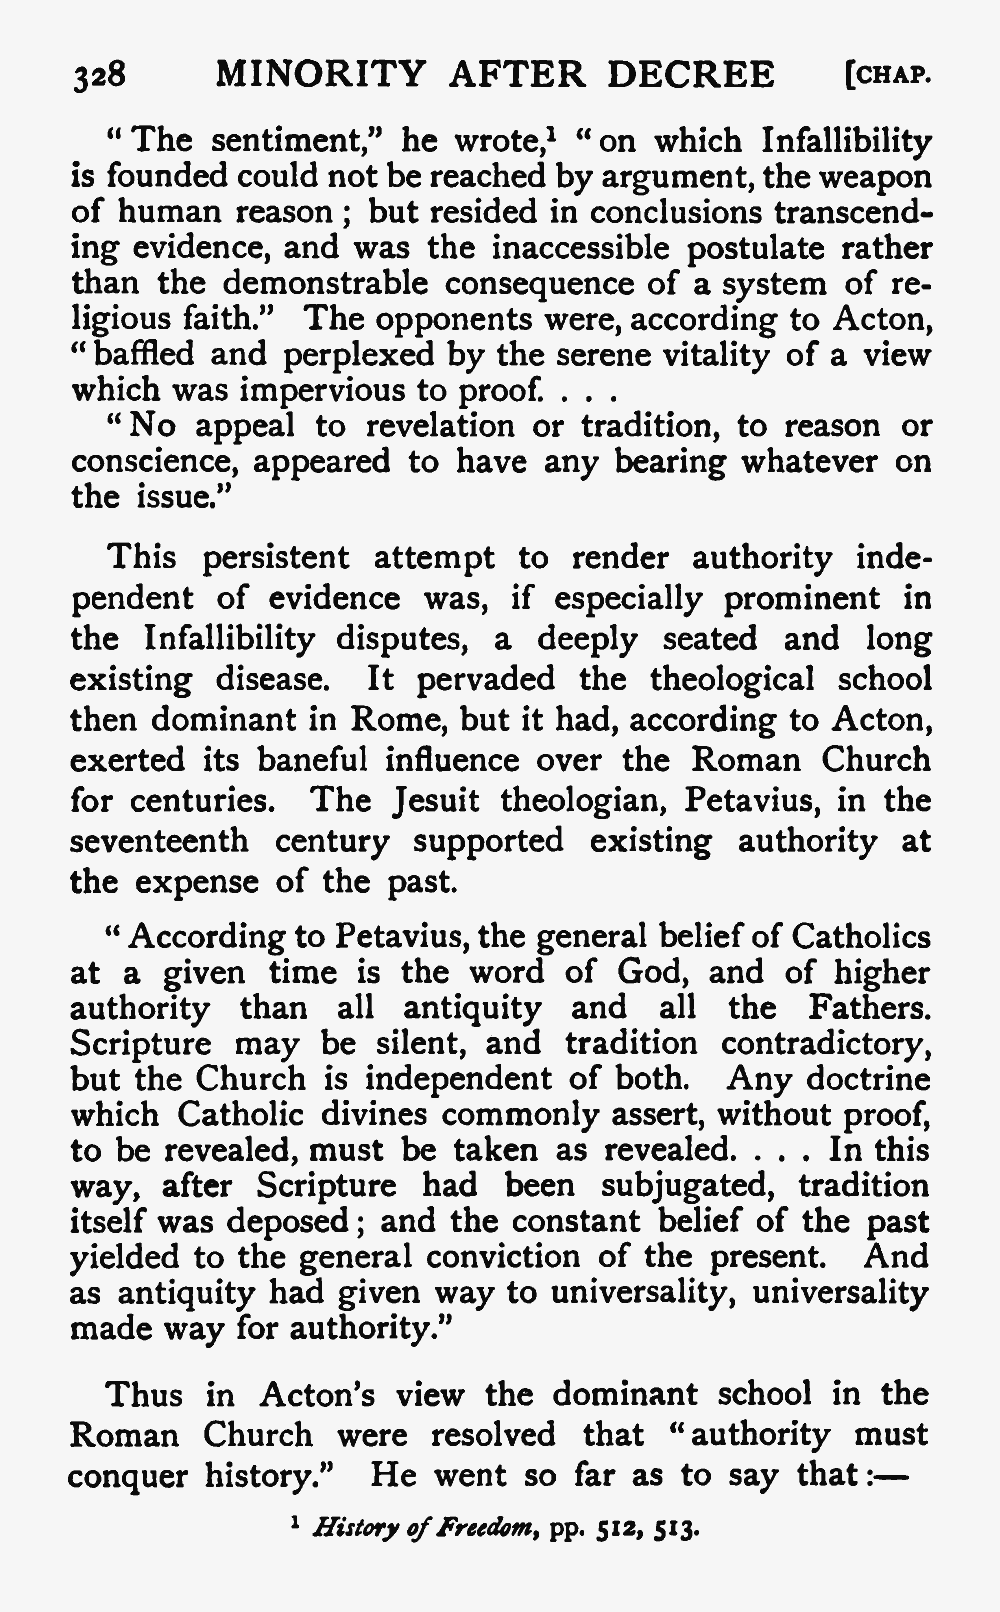 328 MINORITY AFTER DECREE [CHAP.
“The sentiment,” he wrote,¹ “on which Infallibility
is founded could not be reached by argument, the weapon
of human reason; but resided in conclusions transcend-
ing evidence, and was the inaccessible postulate rather
than the demonstrable consequence of a system of re-
ligious faith.” The opponents were, according to Acton,
“baffled and perplexed by the serene vitality of a view
which was impervious to proof. . . .
“No appeal to revelation or tradition, to reason or
conscience, appeared to have any bearing whatever on
the issue.”
This persistent attempt to render authority inde-
pendent of evidence was, if especially prominent in
the Infallibility disputes, a deeply seated and long
existing disease. It pervaded the theological school
then dominant in Rome, but it had, according to Acton,
exerted its baneful influence over the Roman Church
for centuries. The Jesuit theologian, Petavius, in the
seventeenth century supported existing authority at
the expense of the past.
“According to Petavius, the general belief of Catholics
at a given time is the word of God, and of higher
authority than all antiquity and all the Fathers.
Scripture may be silent, and tradition contradictory,
but the Church is independent of both. Any doctrine
which Catholic divines commonly assert, without proof,
to be revealed, must be taken as revealed. . . . In this
way, after Scripture had been subjugated, tradition
itself was deposed; and the constant belief of the past
yielded to the general conviction of the present. And
as antiquity had given way to universality, universality
made way for authority.”
Thus in Acton’s view the dominant school in the
Roman Church were resolved that “authority must
conquer history.” He went so far as to say that:—
¹ History of Freedom, pp. 512, 513.